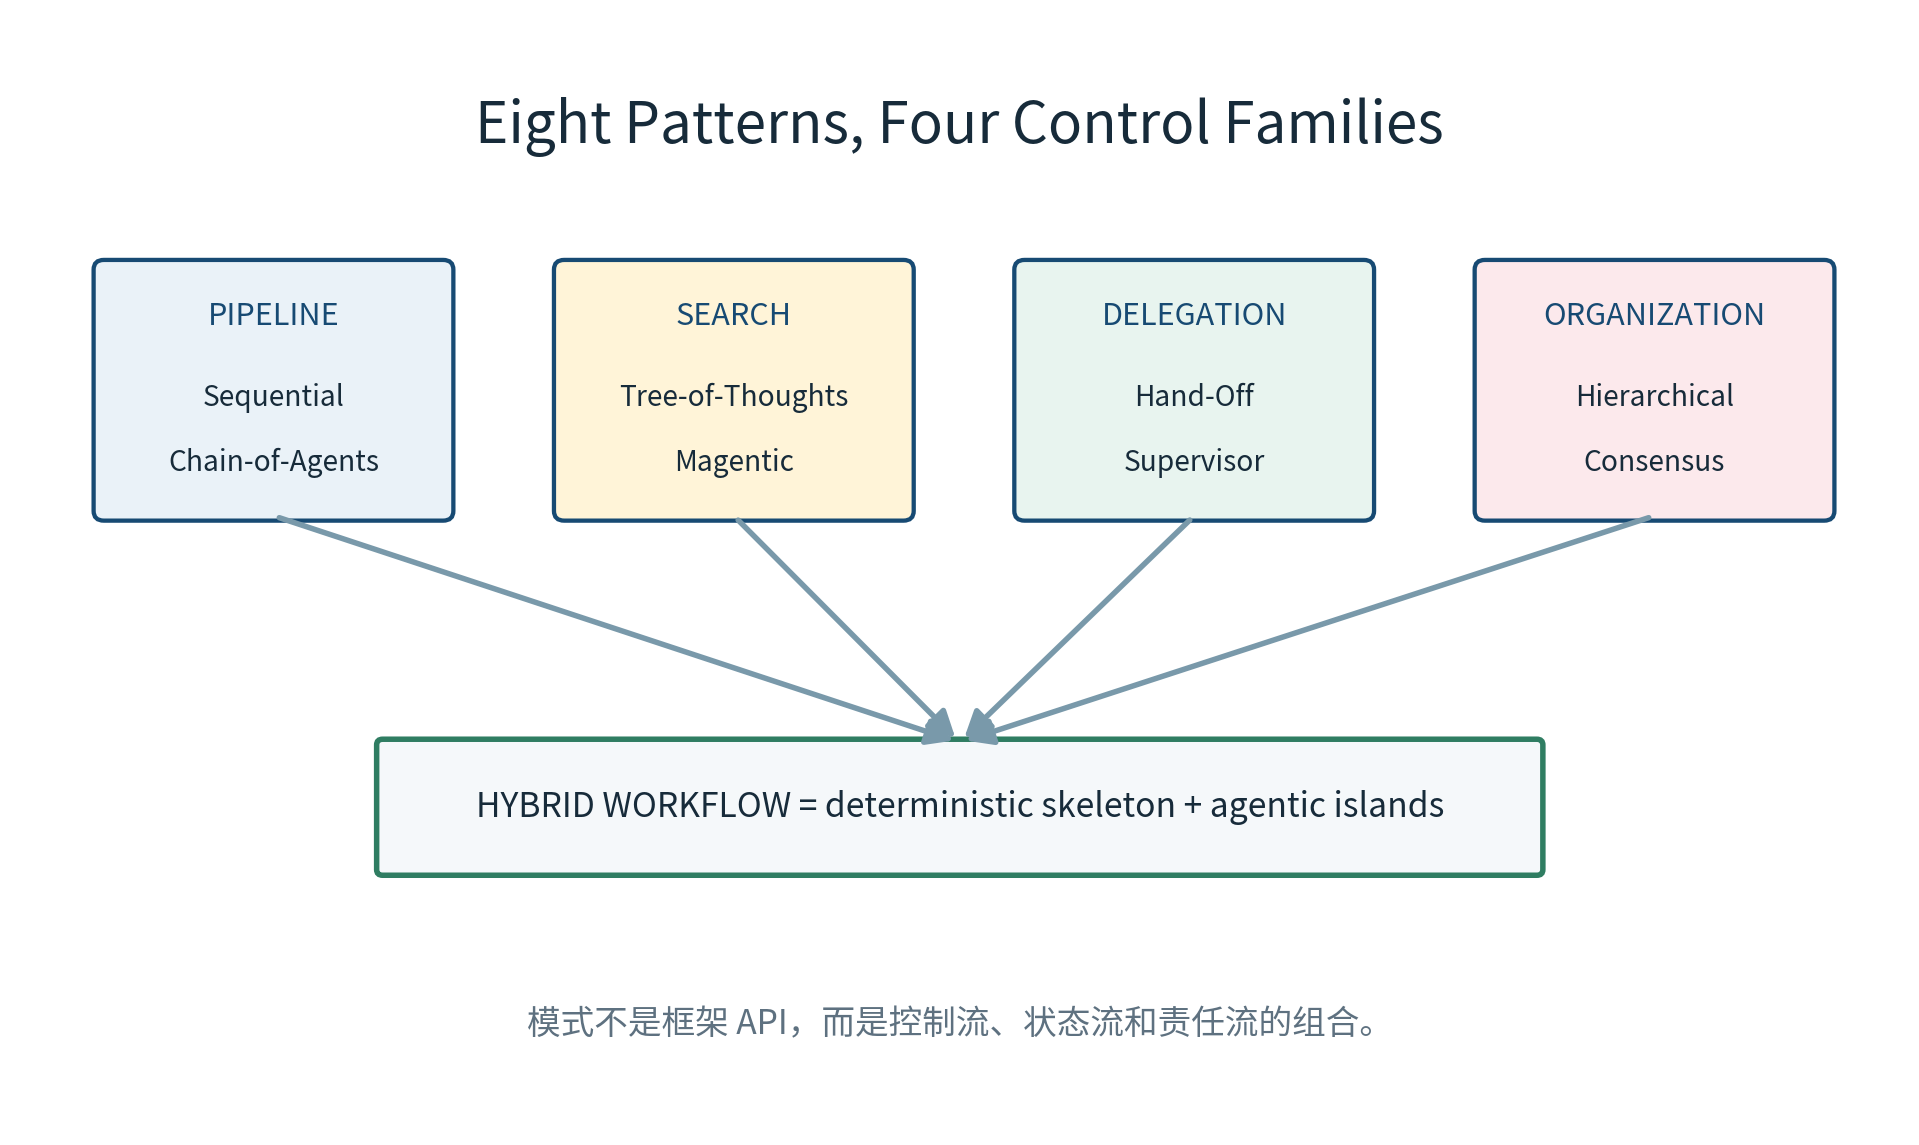 Eight Patterns, Four Control Families
PIPELINE
Sequential
Chain-of-Agents
SEARCH
Tree-of-Thoughts
Magentic
DELEGATION
Hand-Off
Supervisor
ORGANIZATION
Hierarchical
Consensus
HYBRID WORKFLOW = deterministic skeleton + agentic islands
模式不是框架 API，而是控制流、状态流和责任流的组合。